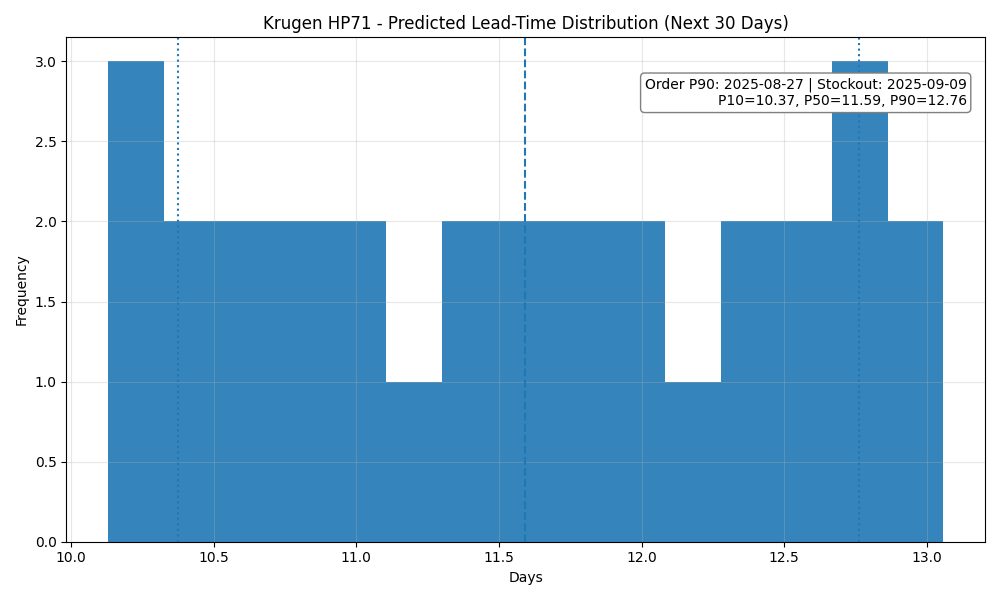 Krugen HP71 - Predicted Lead-Time Distribution (Next 30 Days)
Order P90: 2025-08-27 | Stockout: 2025-09-09
P10=10.37, P50=11.59, P90=12.76
Frequency
3.0
2.5
2.0
1.5
1.0
0.5
0.0
10.0 10.5 11.0 11.5 12.0 12.5 13.0
Days